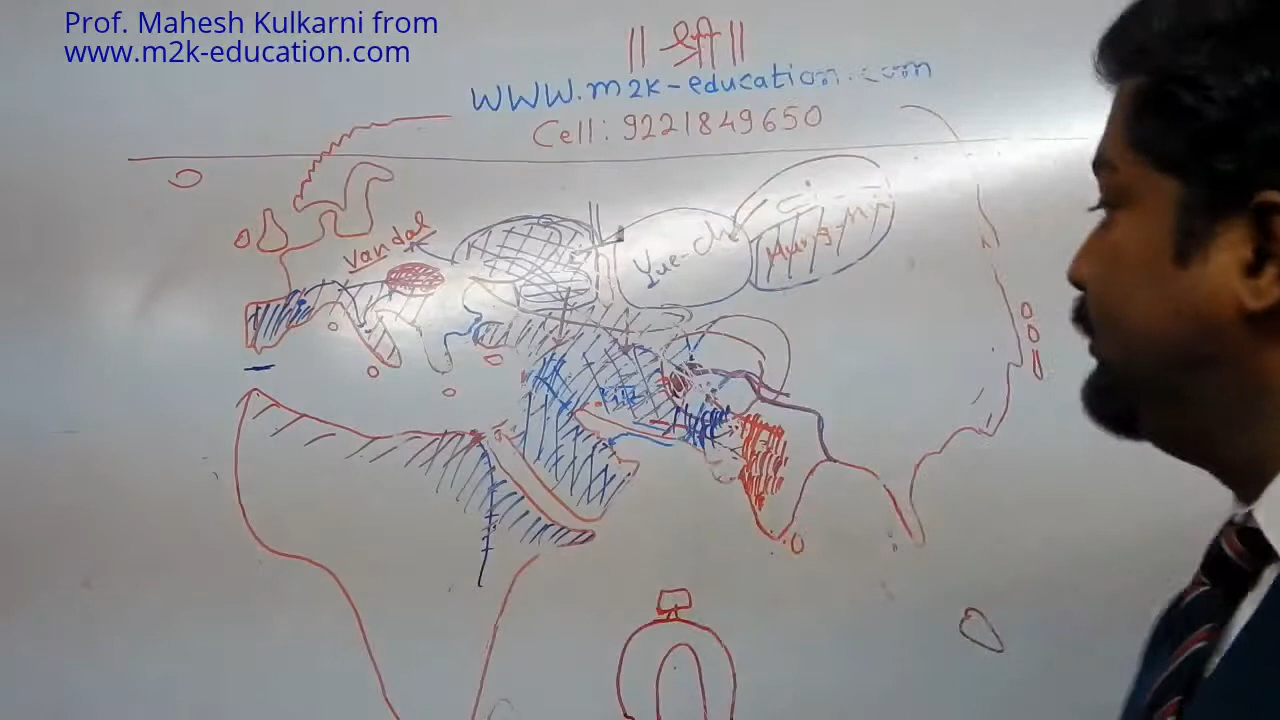 Prof. Mahesh Kulkarni from
www.m2k-education.com
|| श्री ||
WWW.m2k-education.com
Cell: 9221849650
Vandal
Yue-chi